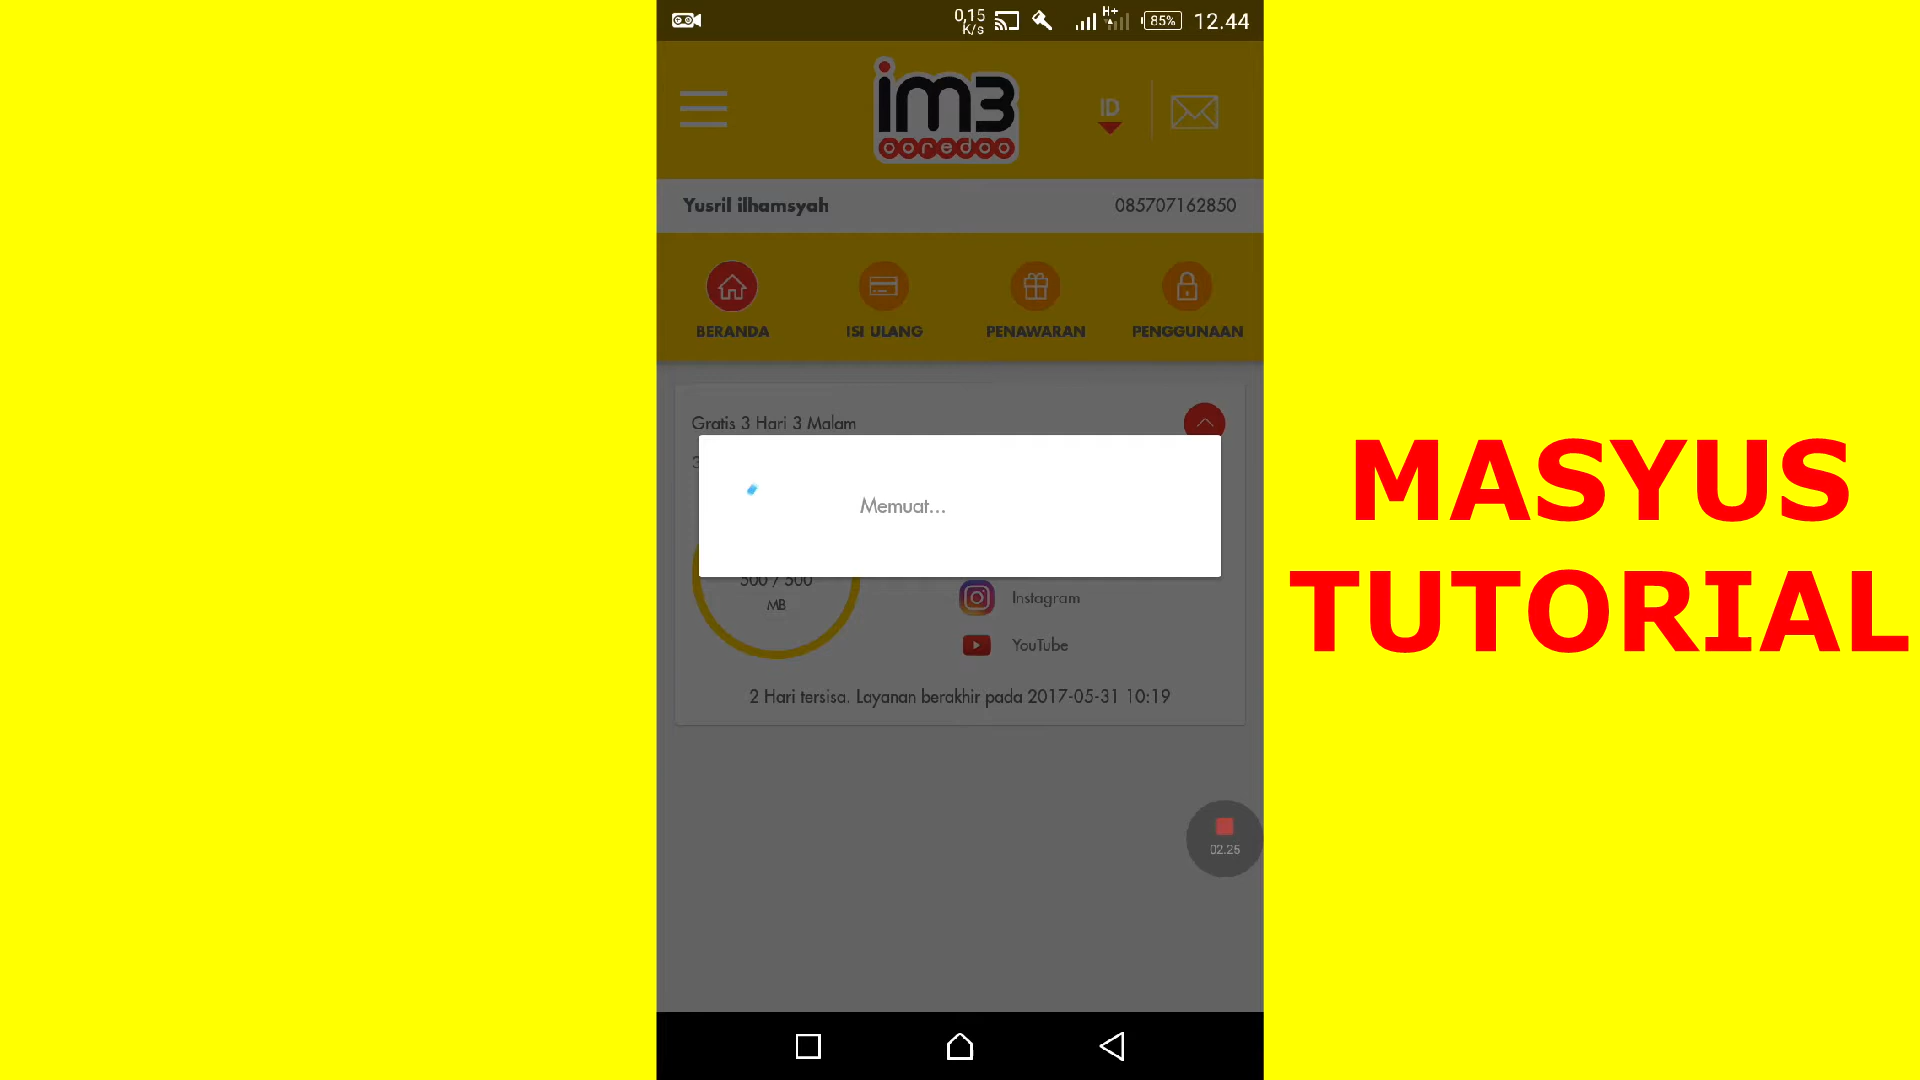 0,15
K/s
H+
85%
12.44
im3
ooredoo
ID
Yusril ilhamsyah
085707162850
BERANDA
ISI ULANG
PENAWARAN
PENGGUNAAN
Gratis 3 Hari 3 Malam
3
Memuat...
500 / 500
MB
Instagram
YouTube
2 Hari tersisa. Layanan berakhir pada 2017-05-31 10:19
02.25
MASYUS
TUTORIAL